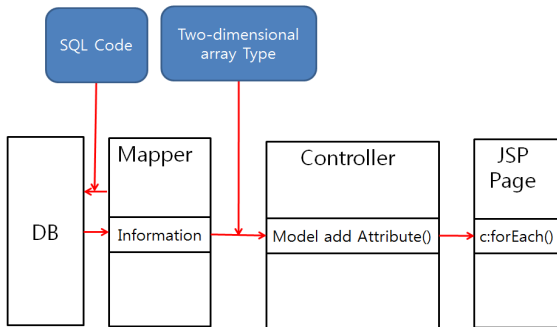 SQL Code
Two-dimensional
array Type
DB
Mapper
Information
Controller
Model add Attribute()
JSP
Page
c:forEach()